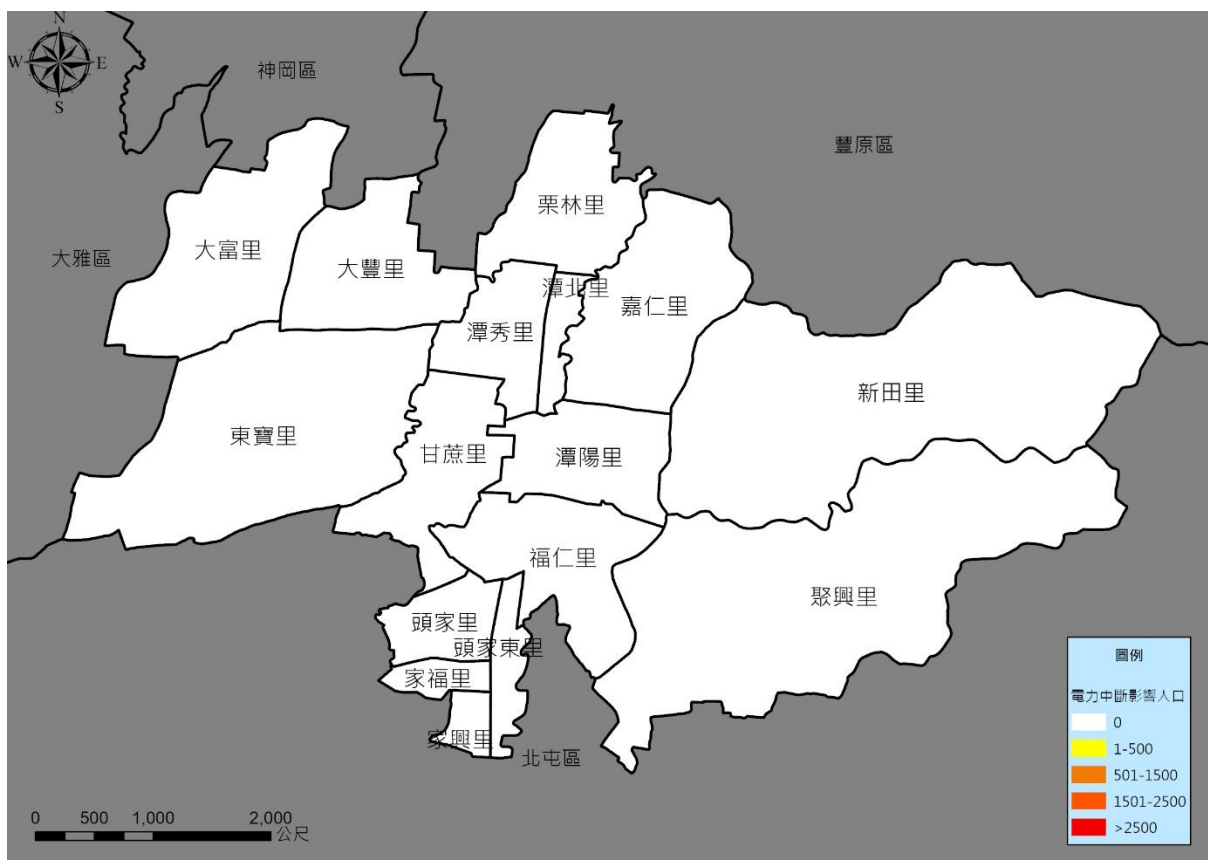 N
W
E
S
神岡區
豐原區
大雅區
栗林里
大富里
大豐里
潭北里
嘉仁里
潭秀里
新田里
東寶里
甘蔗里
潭陽里
福仁里
聚興里
頭家里
頭家東里
家福里
家興里
北屯區
圖例
電力中斷影響人口
0
1-500
501-1500
1501-2500
>2500
0 500 1,000 2,000
公尺